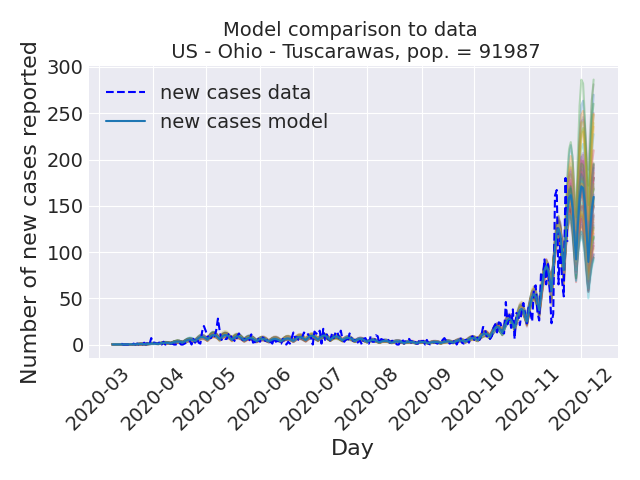 Model comparison to data
US - Ohio - Tuscarawas, pop. = 91987
Number of new cases reported
300
250
200
150
100
50
0
new cases data
new cases model
2020-03
2020-04
2020-05
2020-06
2020-07
2020-08
2020-09
2020-10
2020-11
2020-12
Day